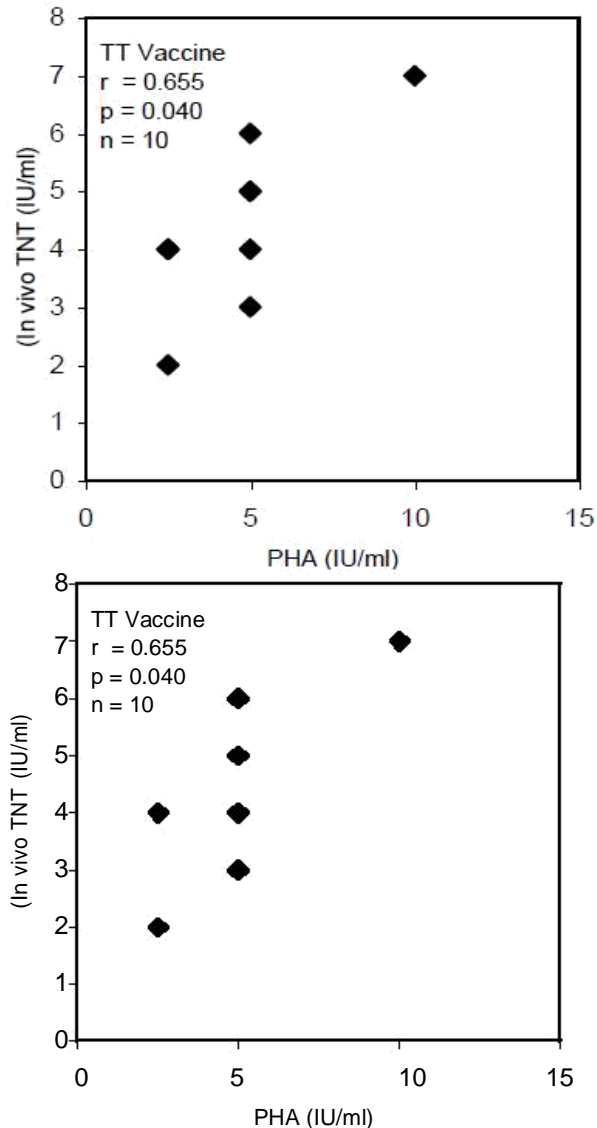 8
TT Vaccine
r = 0.655
p = 0.040
n = 10
7
6
5
4
3
2
1
0
(In vivo TNT (IU/ml)
0 5 10 15
PHA (IU/ml)
8
TT Vaccine
r = 0.655
p = 0.040
n = 10
7
6
5
4
3
2
1
0
(In vivo TNT (IU/ml)
0 5 10 15
PHA (IU/ml)